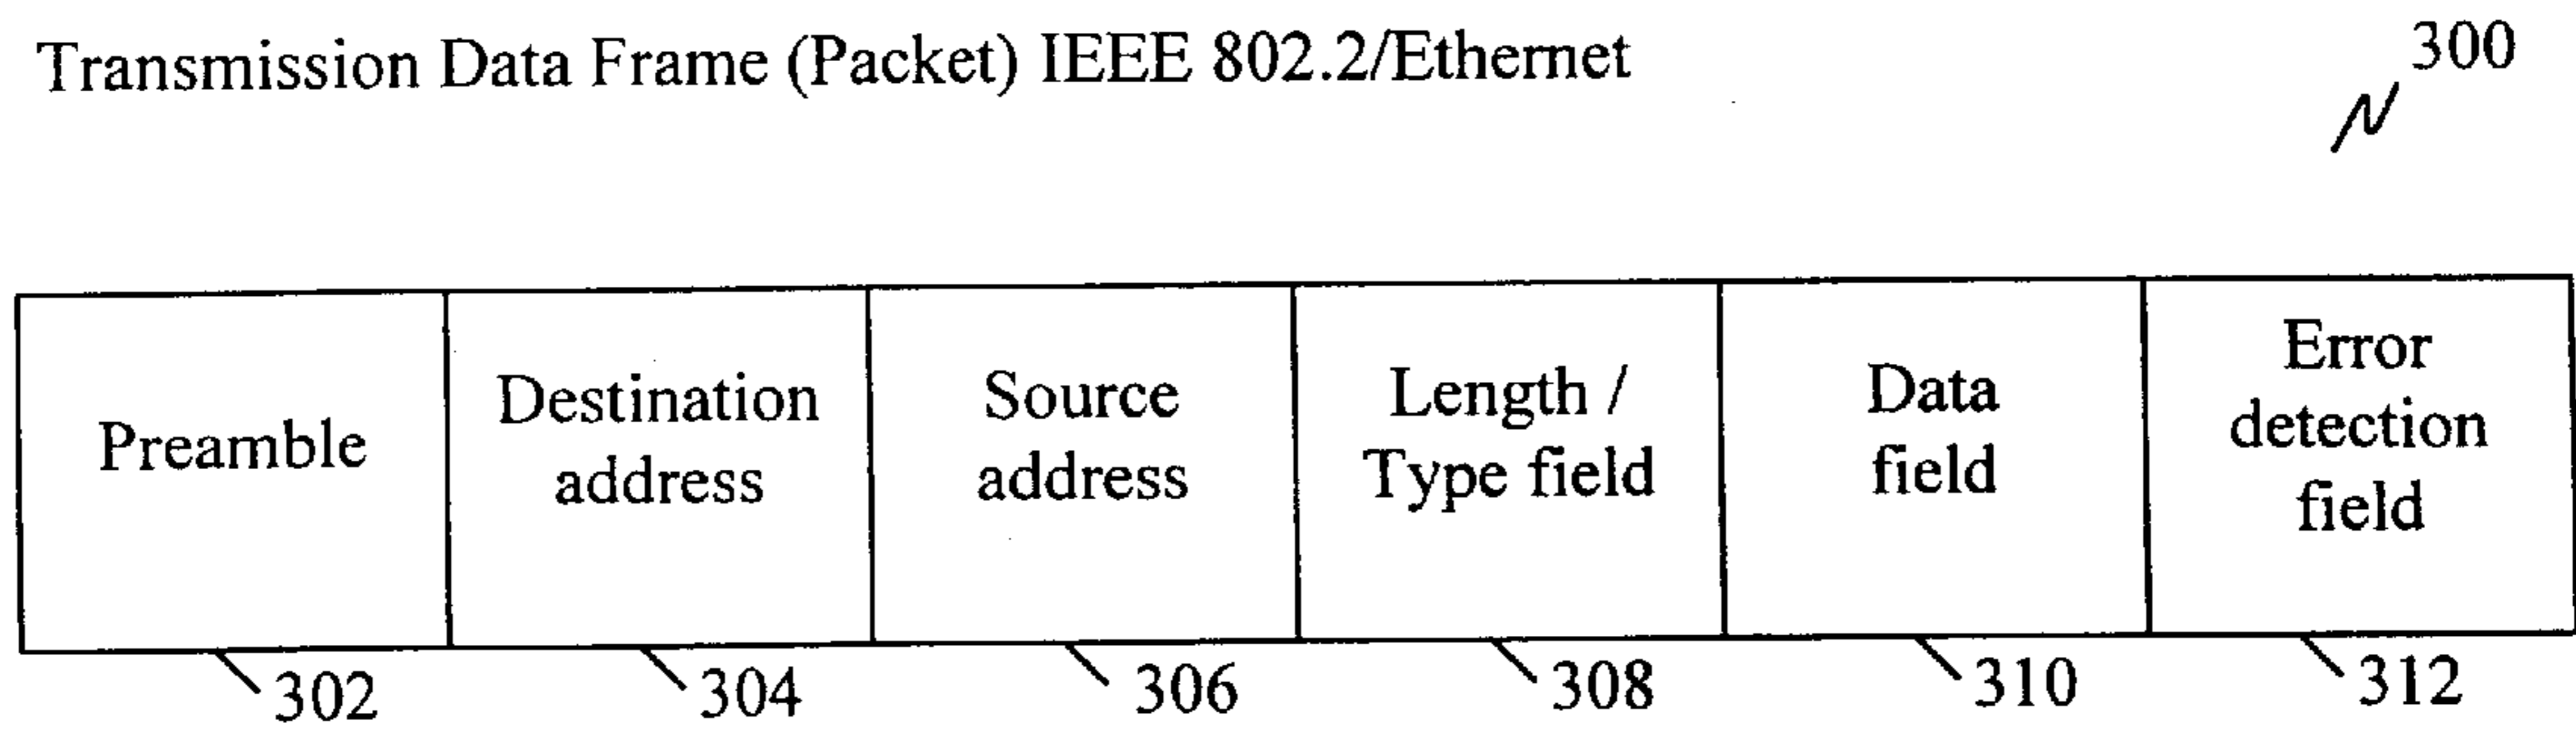 Transmission Data Frame (Packet) IEEE 802.2/Ethernet
300
Preamble
Destination
address
Source
address
Length /
Type field
Data
field
Error
detection
field
302
304
306
308
310
312